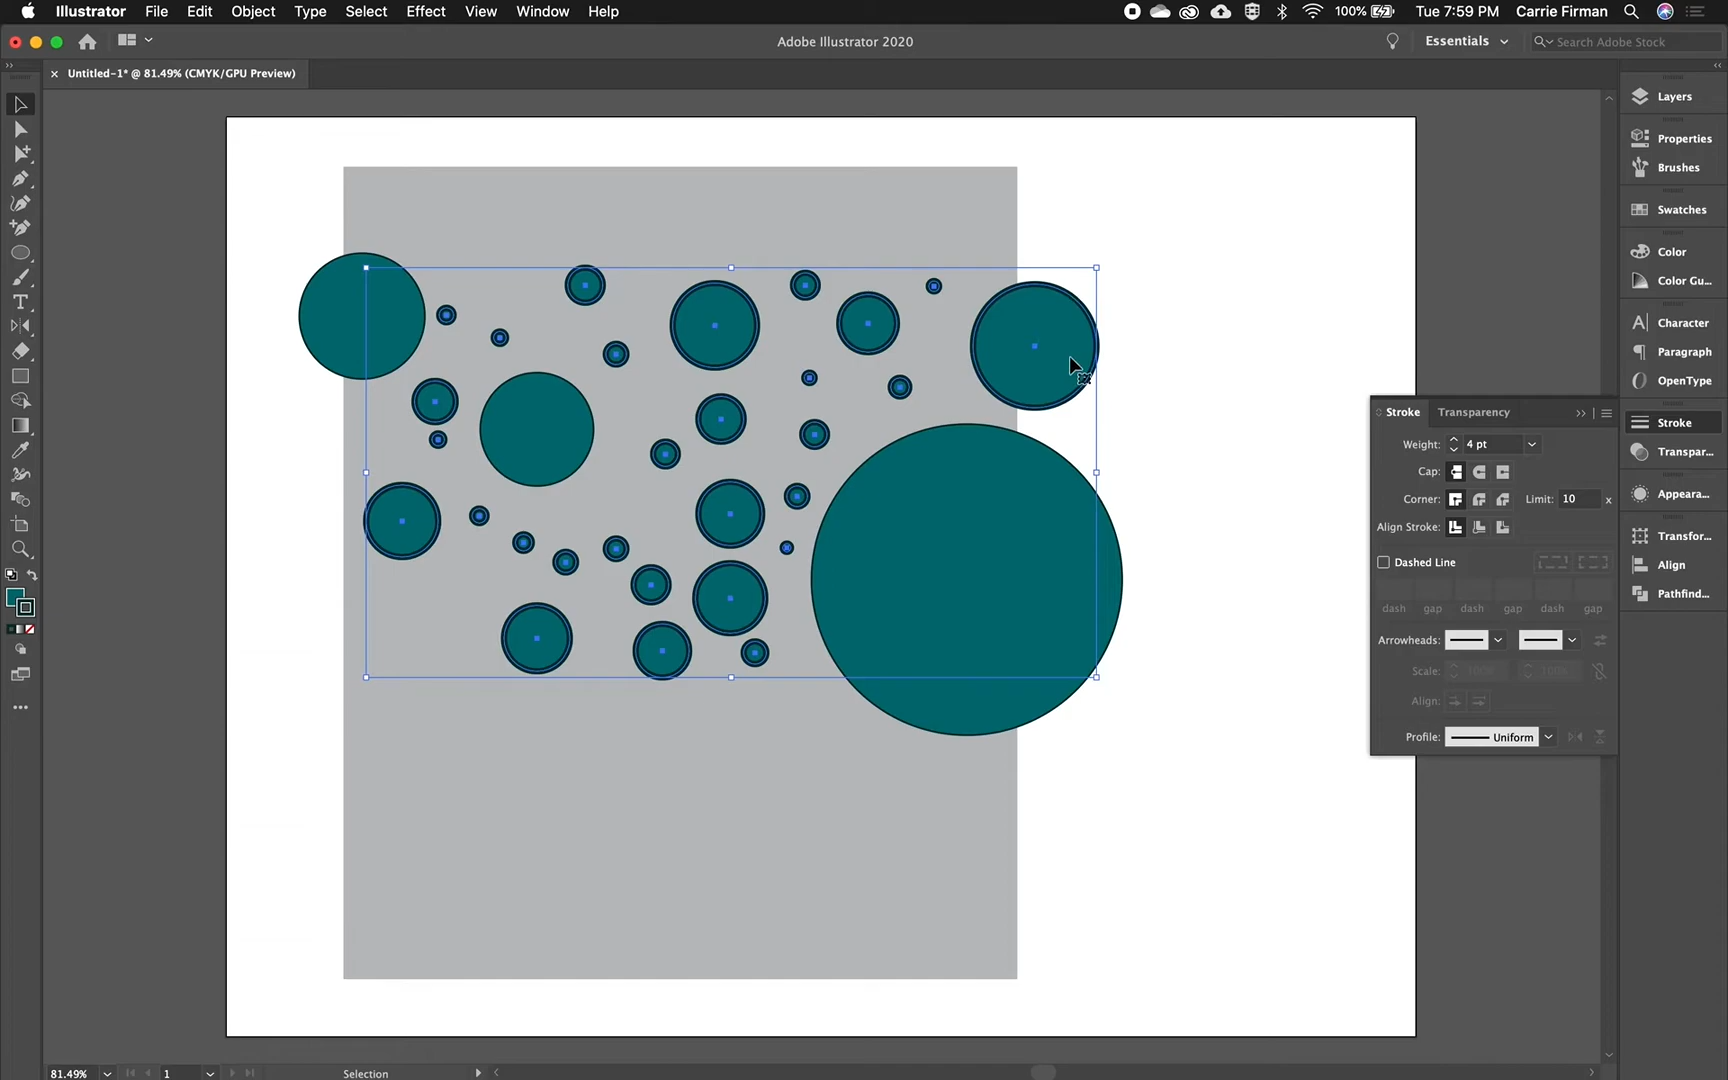 Illustrator File Edit Object Type Select Effect View Window Help 100% Tue 7:59 PM Carrie Firman
Adobe Illustrator 2020 Essentials Search Adobe Stock
× Untitled-1* @ 81.49% (CMYK/GPU Preview)
Layers
Properties
Brushes
Swatches
Color
Color Gu...
Character
Paragraph
OpenType
Stroke
Transpar...
Appeara...
Transfor...
Align
Pathfind...
Stroke Transparency
Weight: 4 pt
Cap:
Corner: Limit: 10 x
Align Stroke:
Dashed Line
dash gap dash gap dash gap
Arrowheads:
Scale: 100% 100%
Align:
Profile: Uniform
81.49% 1 Selection